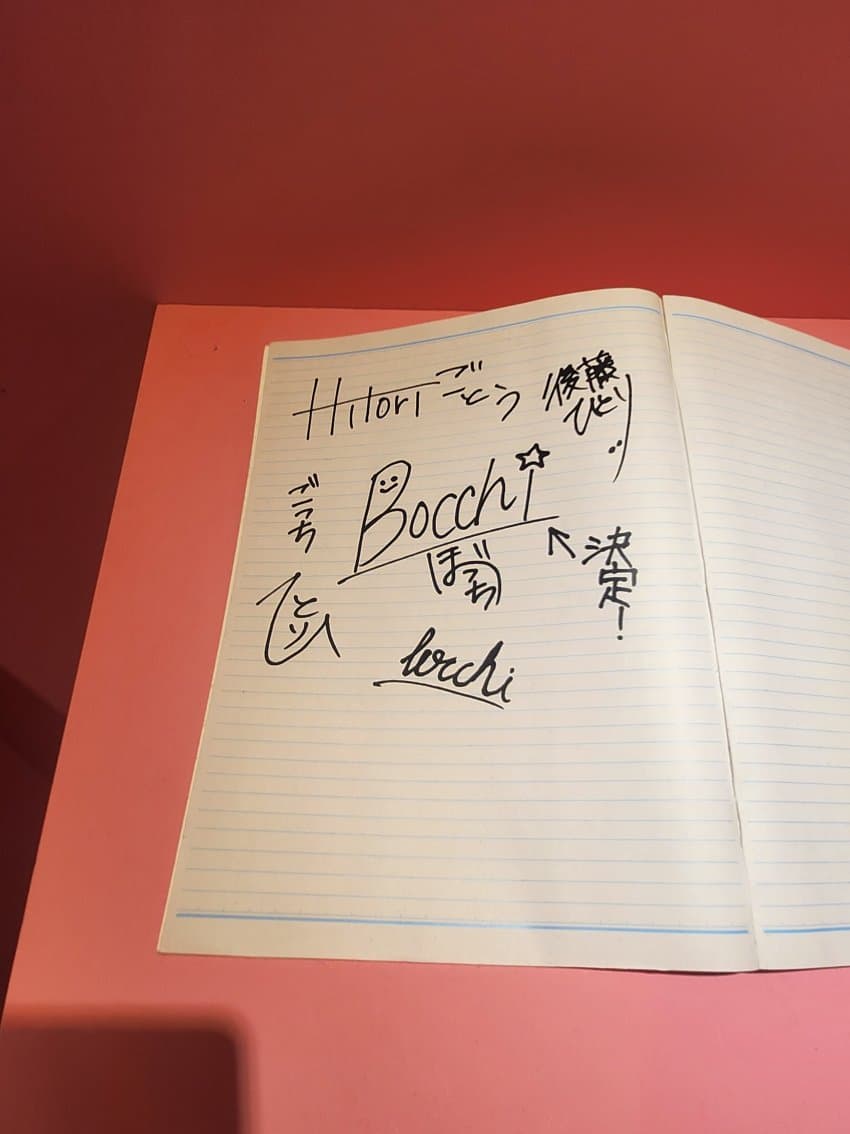 Hitori ごとう
後藤ひとり
ごっち
Bocchi
ぼっち
決定!
ひとり
bocchi